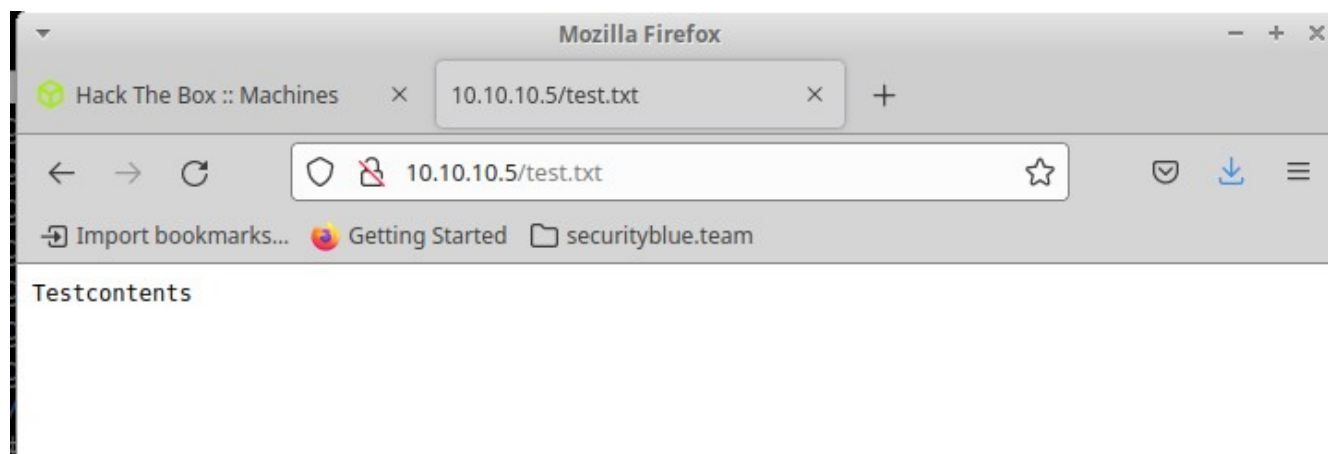 Mozilla Firefox
Hack The Box :: Machines
10.10.10.5/test.txt
10.10.10.5/test.txt
Import bookmarks...
Getting Started
securityblue.team
Testcontents